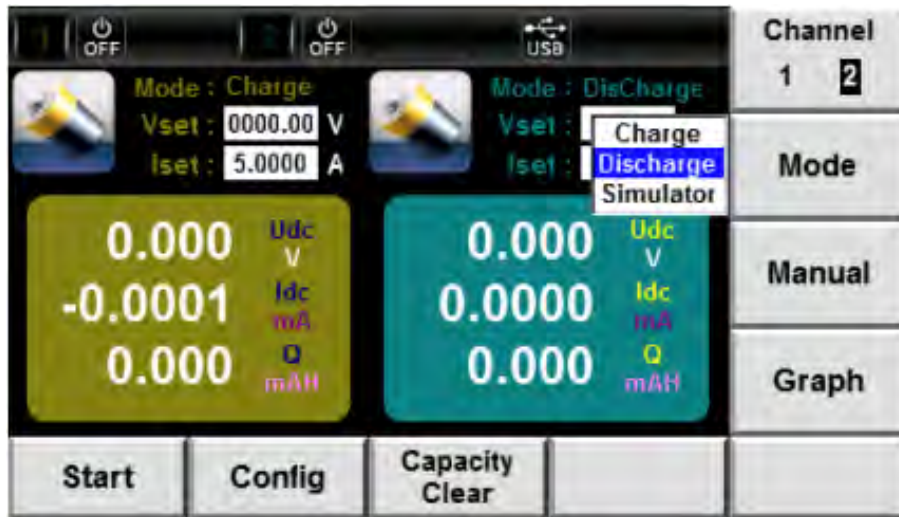 1 OFF 2 OFF USB
Mode : Charge
Vset : 0000.00 V
Iset : 5.0000 A
Mode : DisCharge
Vset :
Iset :
Charge
Discharge
Simulator
0.000 Udc V
-0.0001 Idc mA
0.000 Q mAH
0.000 Udc V
0.0000 Idc mA
0.000 Q mAH
Channel
1 2
Mode
Manual
Graph
Start
Config
Capacity
Clear